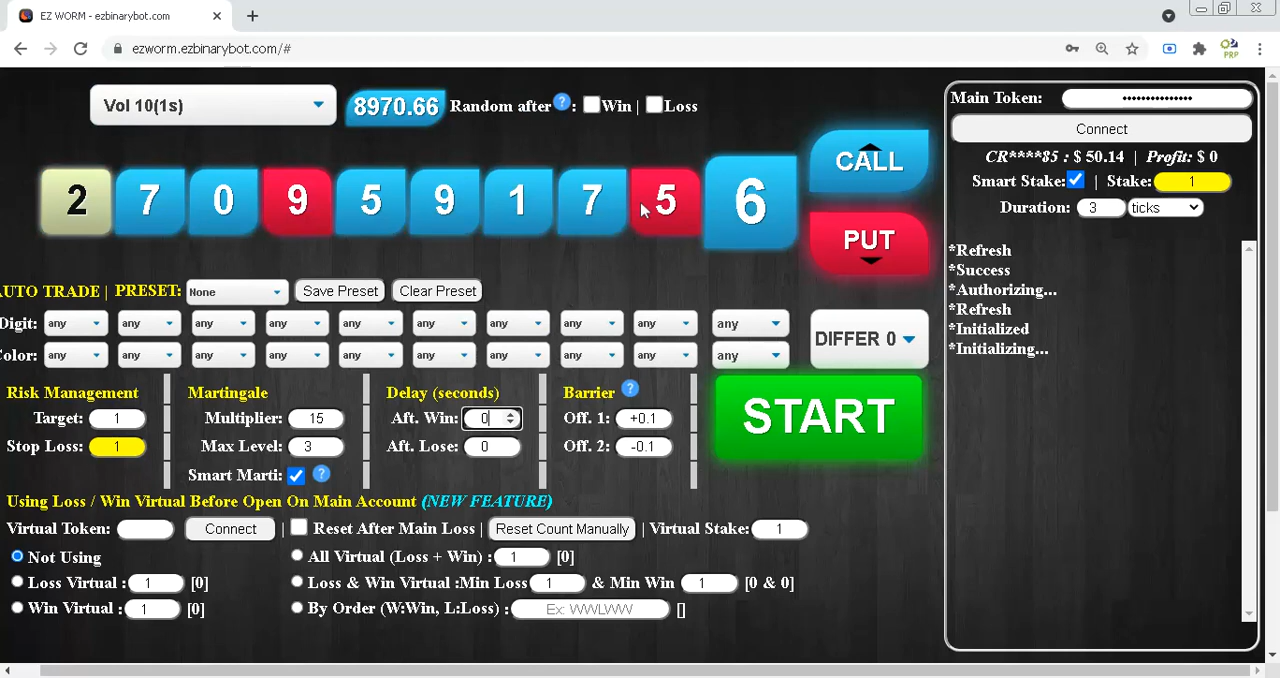 EZ WORM - ezbinarybot.com
ezworm.ezbinarybot.com/#
PRP
Vol 10(1s) 8970.66 Random after ? : Win | Loss
2 7 0 9 5 9 1 7 5 6
CALL
PUT
AUTO TRADE | PRESET: None Save Preset Clear Preset
Digit: any any any any any any any any any any
Color: any any any any any any any any any any
DIFFER 0
Risk Management Martingale Delay (seconds) Barrier ?
Target: 1 Multiplier: 15 Aft. Win: 0 Off. 1: +0.1
Stop Loss: 1 Max Level: 3 Aft. Lose: 0 Off. 2: -0.1
Smart Marti: ?
START
Using Loss / Win Virtual Before Open On Main Account (NEW FEATURE)
Virtual Token: Connect | Reset After Main Loss | Reset Count Manually | Virtual Stake: 1
Not Using All Virtual (Loss + Win) : 1 [0]
Loss Virtual : 1 [0] Loss & Win Virtual :Min Loss 1 & Min Win 1 [0 & 0]
Win Virtual : 1 [0] By Order (W:Win, L:Loss) : Ex: WWLWW []
Main Token: •••••••••••••••
Connect
CR****85 : $ 50.14 | Profit: $ 0
Smart Stake: | Stake: 1
Duration: 3 ticks
*Refresh
*Success
*Authorizing...
*Refresh
*Initialized
*Initializing...